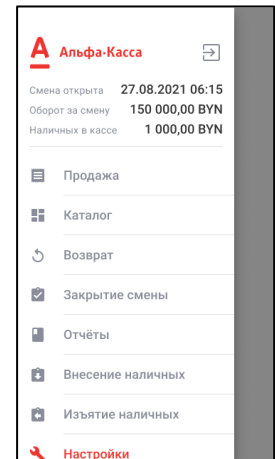 Альфа·Касса
Смена открыта 27.08.2021 06:15
Оборот за смену 150 000,00 BYN
Наличных в кассе 1 000,00 BYN
Продажа
Каталог
Возврат
Закрытие смены
Отчёты
Внесение наличных
Изъятие наличных
Настройки